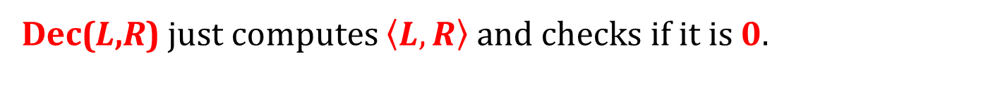 Dec(L,R) just computes ⟨L, R⟩ and checks if it is 0.